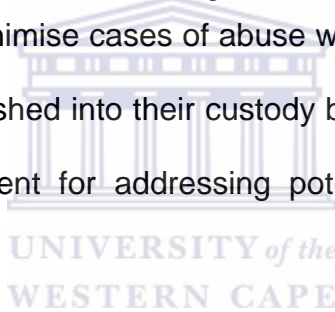 nimise cases of abuse w
shed into their custody b
ent for addressing pot
UNIVERSITY of the
WESTERN CAPE